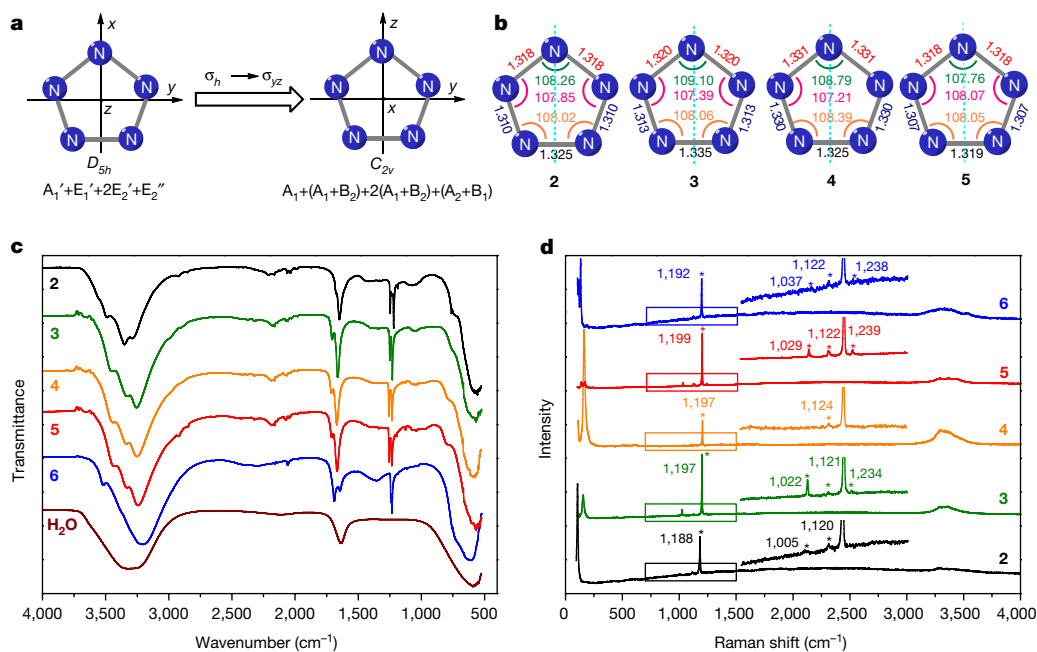 a
x
z
N
N
N
N
N
σh → σyz
N
N
N
N
N
y
y
z
x
D5h
C2v
A1′+E1′+2E2′+E2″
A1+(A1+B2)+2(A1+B2)+(A2+B1)
b
N
N
N
N
N
1.318
1.318
108.26
107.85
108.02
1.310
1.310
1.325
2
N
N
N
N
N
1.320
1.320
109.10
107.39
108.06
1.313
1.313
1.335
3
N
N
N
N
N
1.331
1.331
108.79
107.21
108.39
1.330
1.330
1.325
4
N
N
N
N
N
1.318
1.318
107.76
108.07
108.05
1.307
1.307
1.319
5
c
2
3
4
5
6
H2O
Transmittance
4,000 3,500 3,000 2,500 2,000 1,500 1,000 500
Wavenumber (cm−1)
d
1,192 *
1,037 *
1,122 *
* 1,238
6
1,199 *
1,029 *
1,122 *
* 1,239
5
1,197 *
1,124 *
4
1,197 *
1,022 *
1,121 *
* 1,234
3
1,188 *
1,005 *
1,120 *
2
Intensity
0 500 1,000 1,500 2,000 2,500 3,000 3,500 4,000
Raman shift (cm−1)